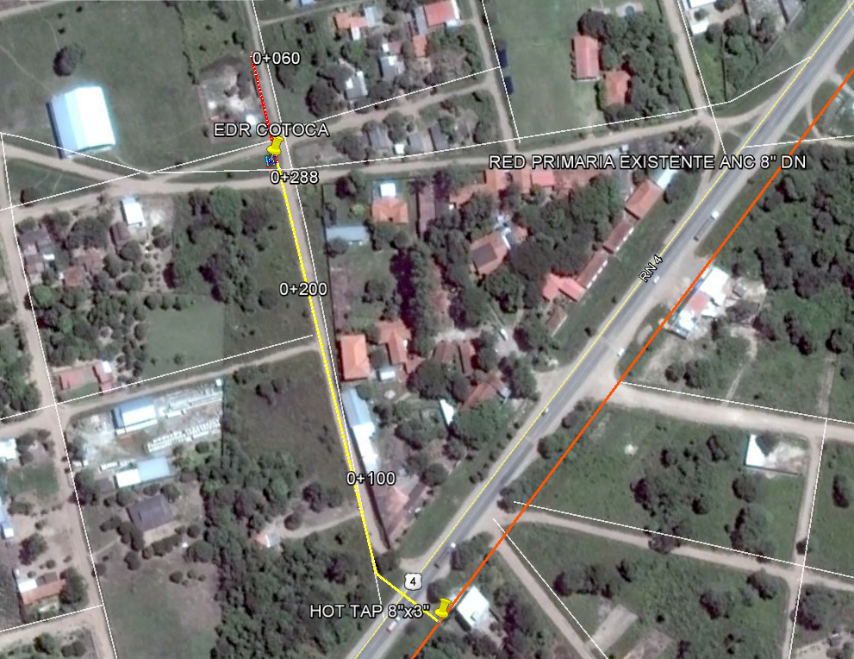 0+060
EDR COTOCA
RED PRIMARIA EXISTENTE ANC 8" DN
0+288
RN 4
0+200
0+100
4
HOT TAP 8"x3"